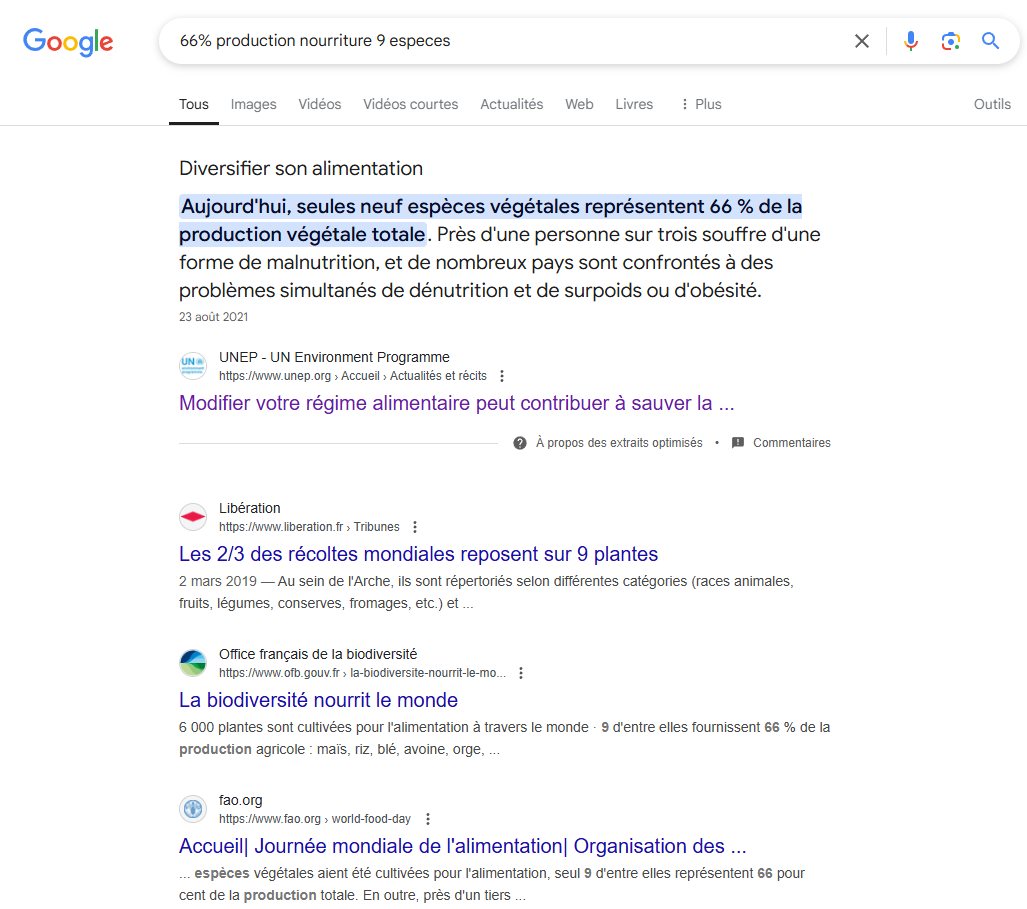 Google
66% production nourriture 9 especes
Tous Images Vidéos Vidéos courtes Actualités Web Livres Plus Outils
Diversifier son alimentation
Aujourd'hui, seules neuf espèces végétales représentent 66 % de la
production végétale totale. Près d'une personne sur trois souffre d'une
forme de malnutrition, et de nombreux pays sont confrontés à des
problèmes simultanés de dénutrition et de surpoids ou d'obésité.
23 août 2021
UN
environment
programme
UNEP - UN Environment Programme
https://www.unep.org › Accueil › Actualités et récits
Modifier votre régime alimentaire peut contribuer à sauver la ...
À propos des extraits optimisés • Commentaires
Libération
https://www.liberation.fr › Tribunes
Les 2/3 des récoltes mondiales reposent sur 9 plantes
2 mars 2019 — Au sein de l'Arche, ils sont répertoriés selon différentes catégories (races animales,
fruits, légumes, conserves, fromages, etc.) et ...
Office français de la biodiversité
https://www.ofb.gouv.fr › la-biodiversite-nourrit-le-mo...
La biodiversité nourrit le monde
6 000 plantes sont cultivées pour l'alimentation à travers le monde · 9 d'entre elles fournissent 66 % de la
production agricole : maïs, riz, blé, avoine, orge, ...
fao.org
https://www.fao.org › world-food-day
Accueil| Journée mondiale de l'alimentation| Organisation des ...
... espèces végétales aient été cultivées pour l'alimentation, seul 9 d'entre elles représentent 66 pour
cent de la production totale. En outre, près d'un tiers ...